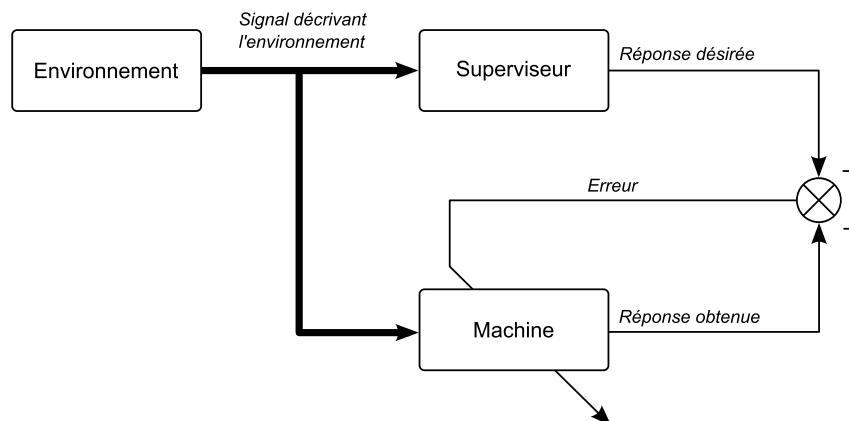 Signal décrivant
l'environnement
Environnement
Superviseur
Réponse désirée
Erreur
Machine
Réponse obtenue